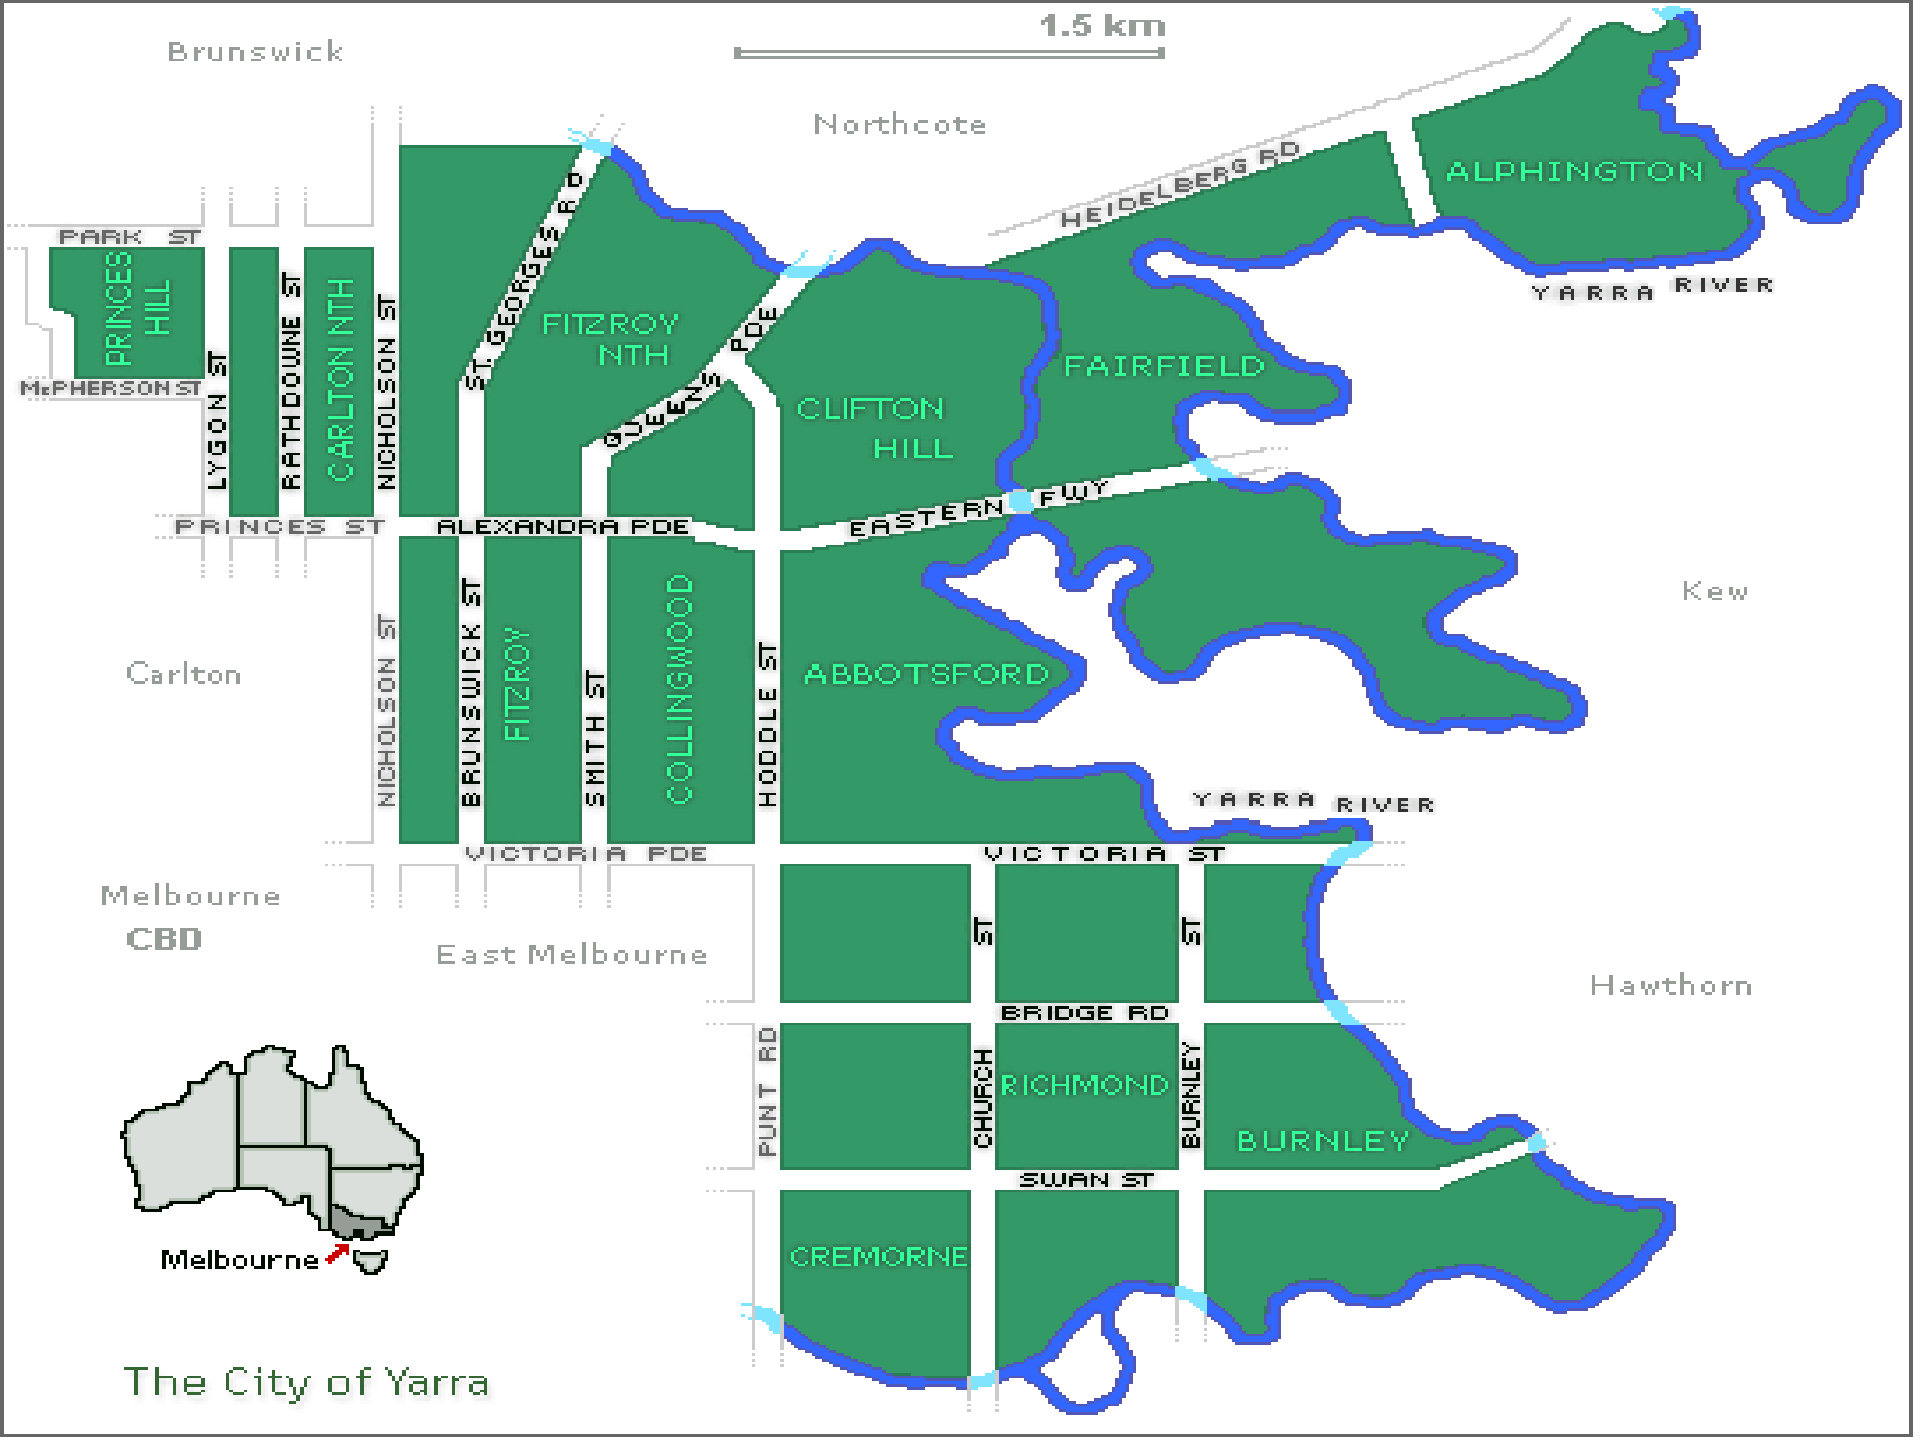 1.5 km
Brunswick
Northcote
HEIDELBERG RD
ALPHINGTON
PARK ST
PRINCES
HILL
McPHERSON ST
LYGON ST
RATHDOWNE ST
CARLTON NTH
NICHOLSON ST
ST. GEORGES RD
FITZROY
NTH
QUEENS PDE
CLIFTON
HILL
FAIRFIELD
YARRA RIVER
PRINCES ST
ALEXANDRA PDE
EASTERN FWY
Kew
Carlton
NICHOLSON ST
BRUNSWICK ST
FITZROY
SMITH ST
COLLINGWOOD
HODDLE ST
ABBOTSFORD
YARRA RIVER
VICTORIA PDE
VICTORIA ST
Melbourne
CBD
East Melbourne
Hawthorn
PUNT RD
CHURCH ST
BRIDGE RD
BURNLEY ST
RICHMOND
BURNLEY
SWAN ST
CREMORNE
Melbourne
The City of Yarra